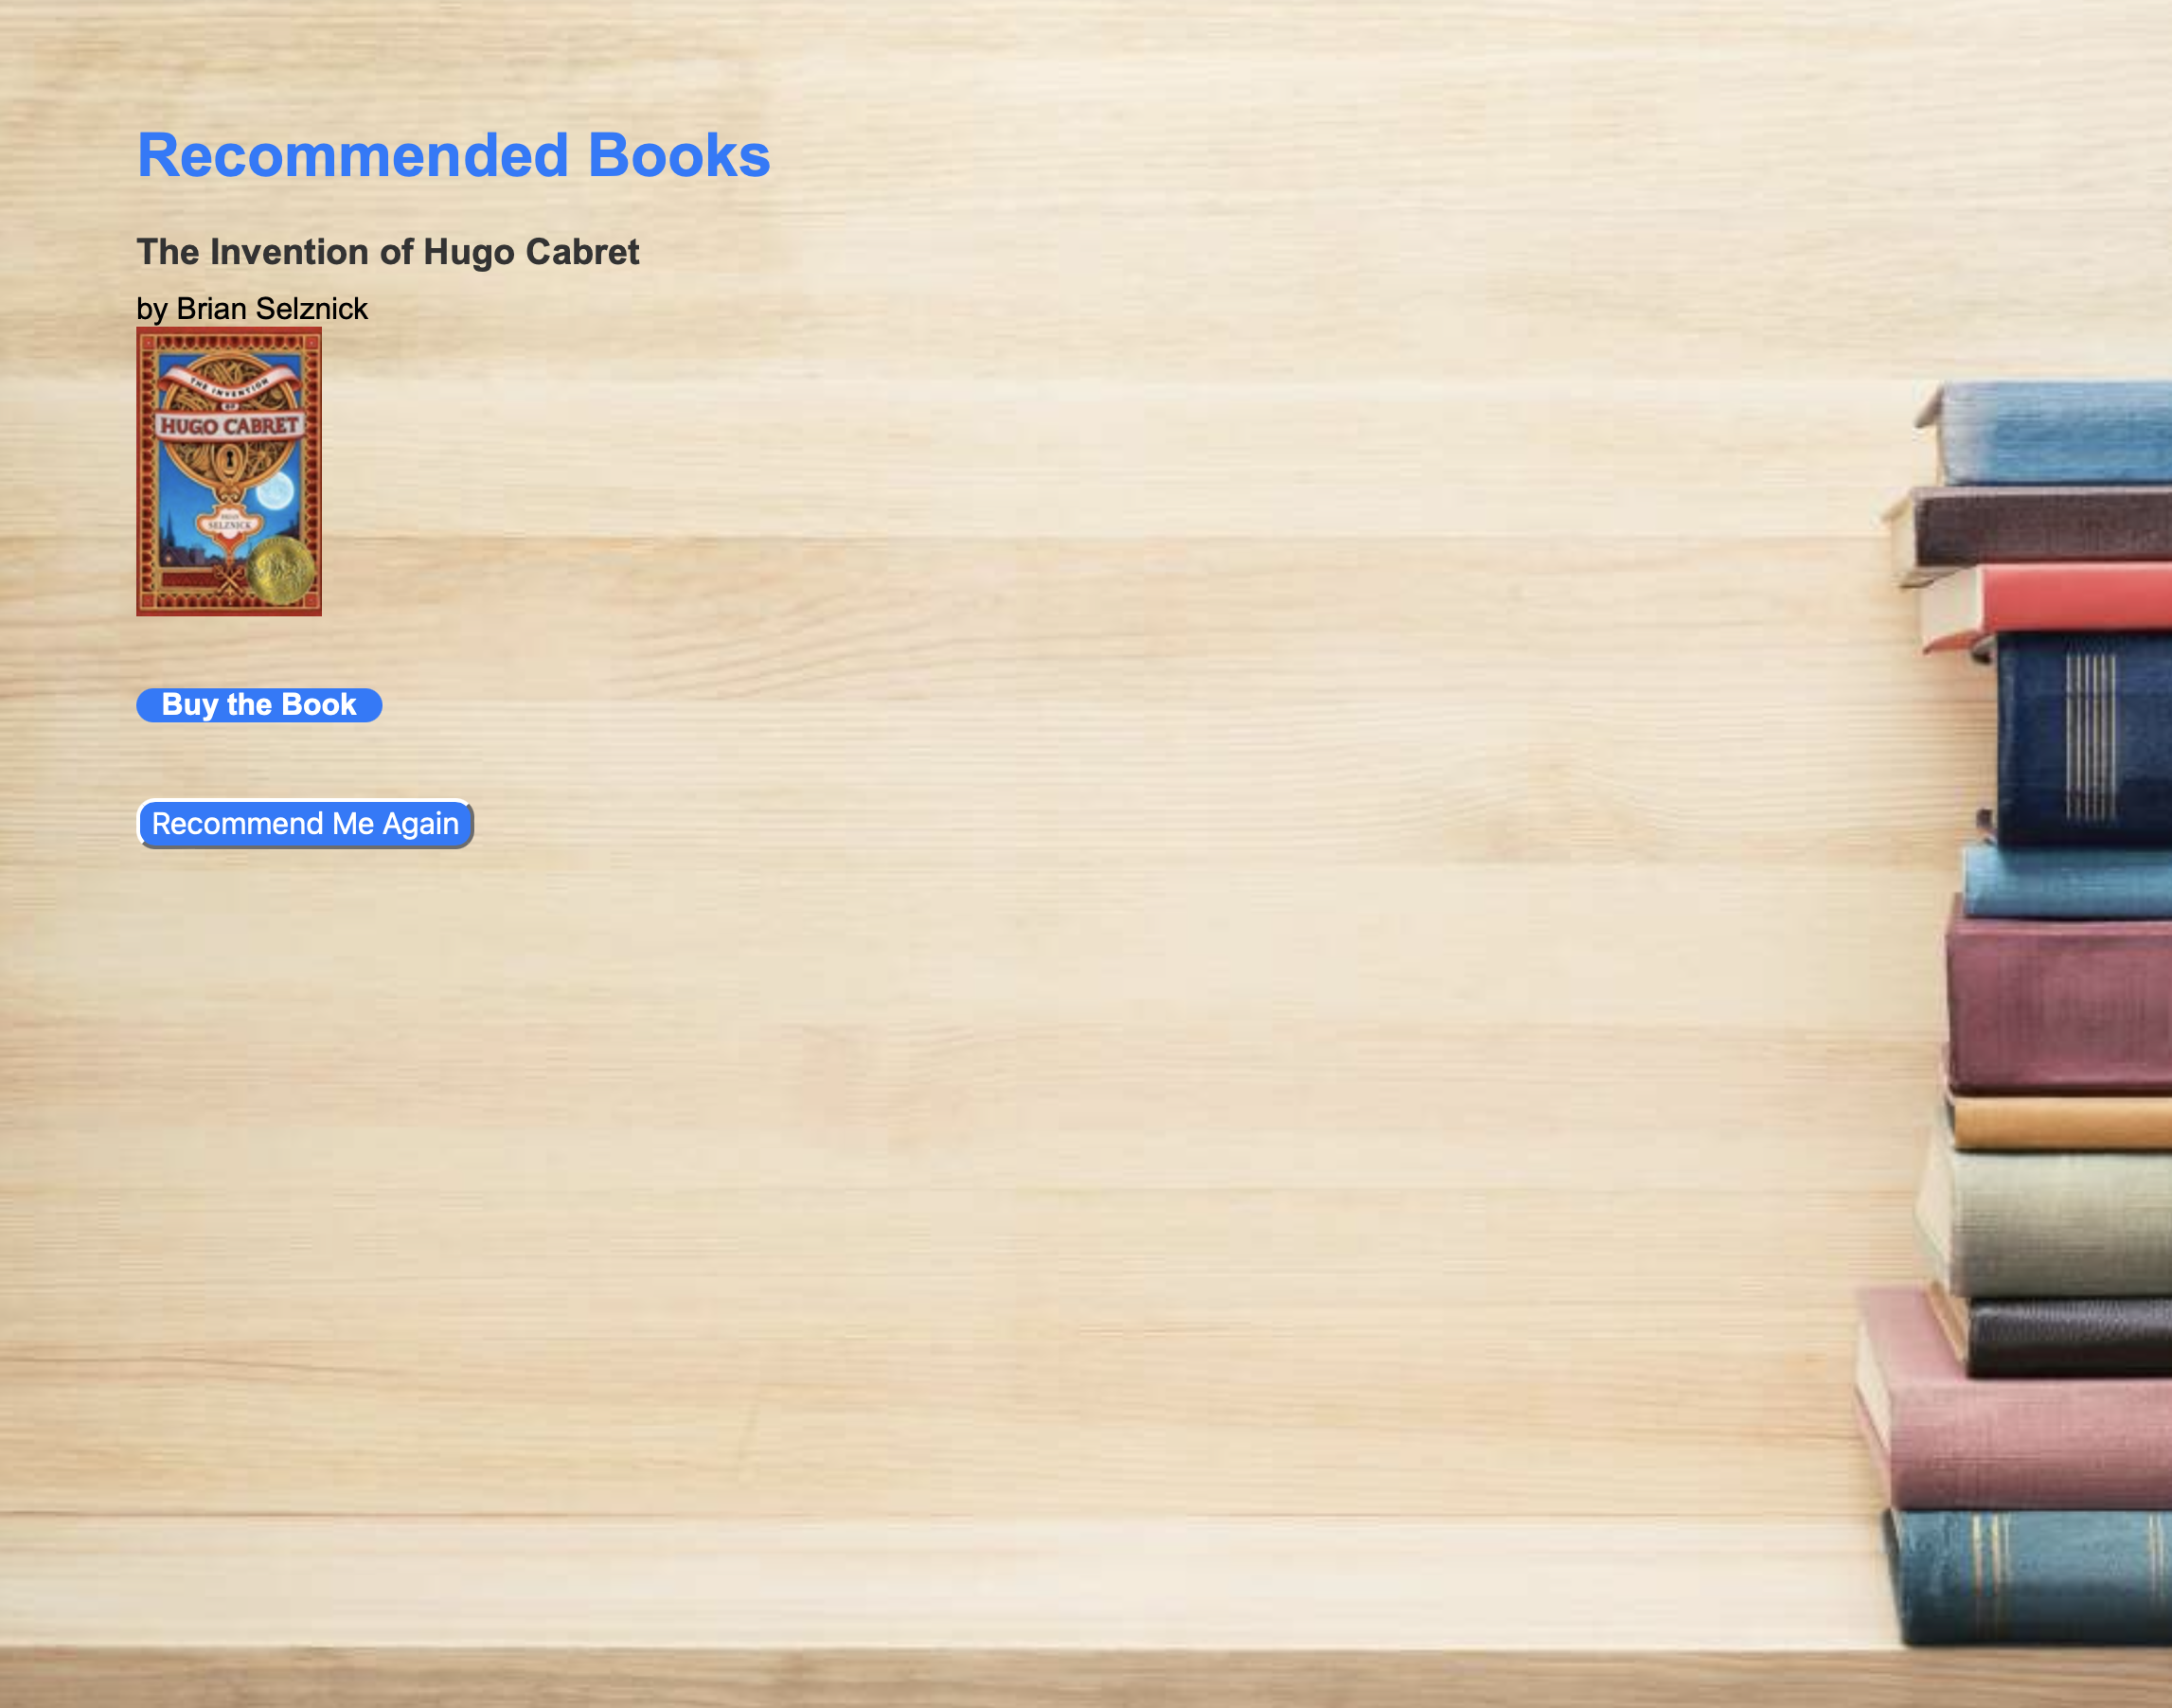 Recommended Books
The Invention of Hugo Cabret
by Brian Selznick
THE INVENTION
OF
HUGO CABRET
BRIAN
SELZNICK
Buy the Book
Recommend Me Again